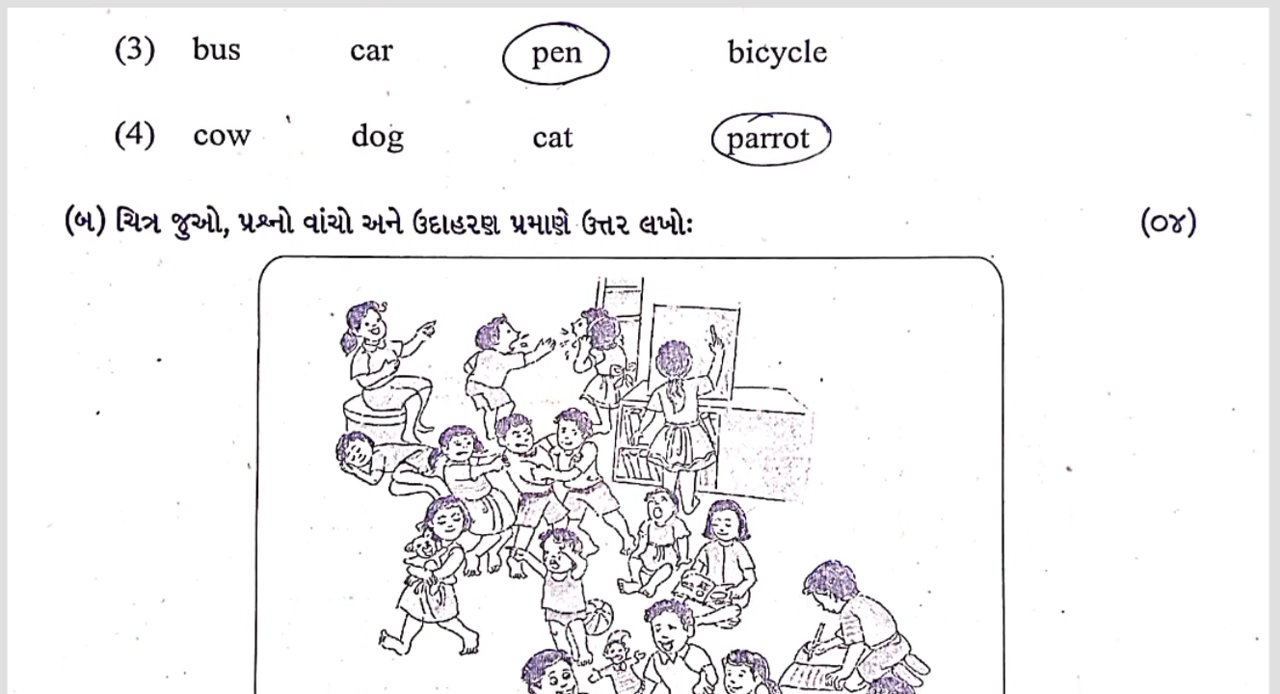 (3) bus car pen bicycle
(4) cow dog cat parrot
(બ) ચિત્ર જુઓ, પ્રશ્નો વાંચો અને ઉદાહરણ પ્રમાણે ઉત્તર લખોઃ (૦૪)